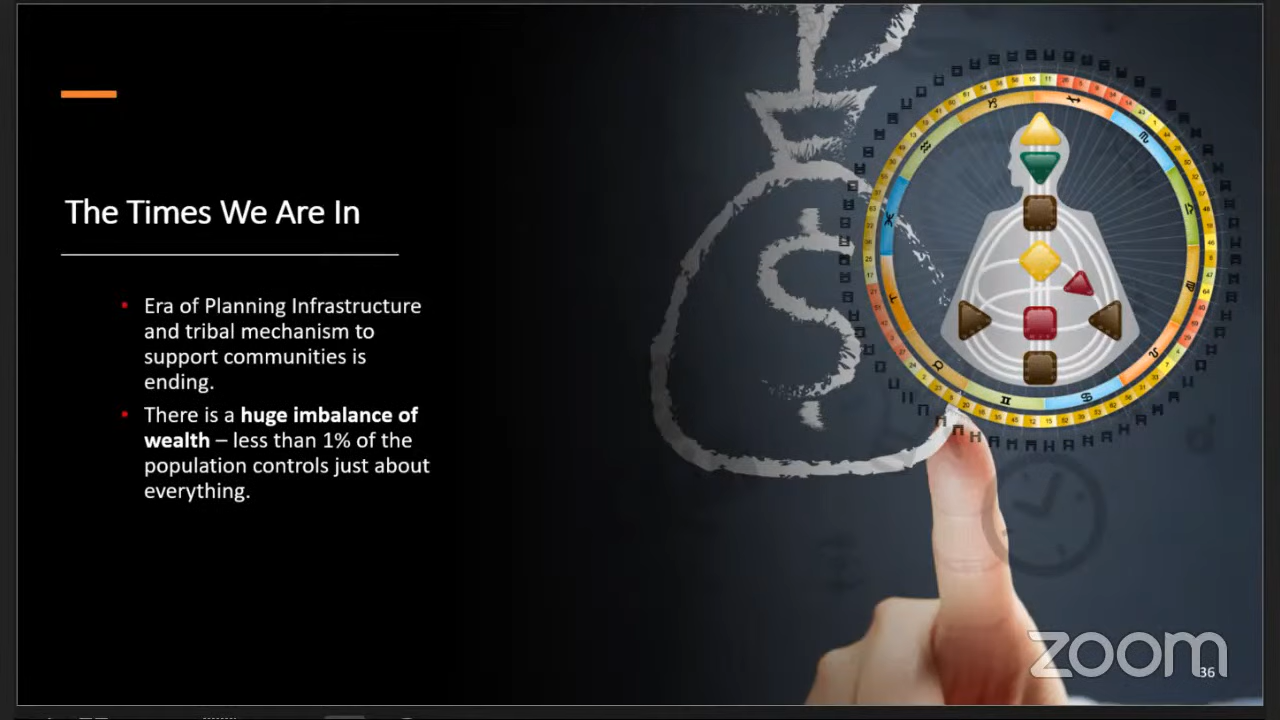 The Times We Are In
• Era of Planning Infrastructure
and tribal mechanism to
support communities is
ending.
• There is a huge imbalance of
wealth – less than 1% of the
population controls just about
everything.
$
zoom
36